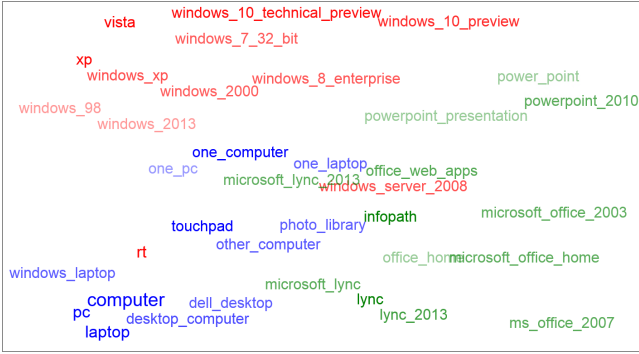 windows_10_technical_preview
vista
windows_10_preview
windows_7_32_bit
xp
windows_xp
windows_8_enterprise
power_point
windows_2000
powerpoint_2010
windows_98
powerpoint_presentation
windows_2013
one_computer
one_pc
one_laptop
office_web_apps
microsoft_lync_2013
windows_server_2008
microsoft_office_2003
infopath
touchpad
photo_library
other_computer
rt
office_home
microsoft_office_home
windows_laptop
microsoft_lync
computer
dell_desktop
lync
pc
desktop_computer
lync_2013
ms_office_2007
laptop